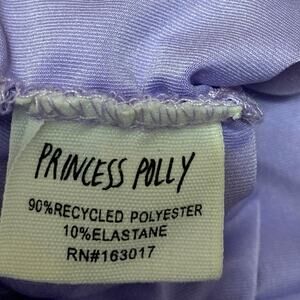 PRINCESS POLLY
90%RECYCLED POLYESTER
10%ELASTANE
RN#163017